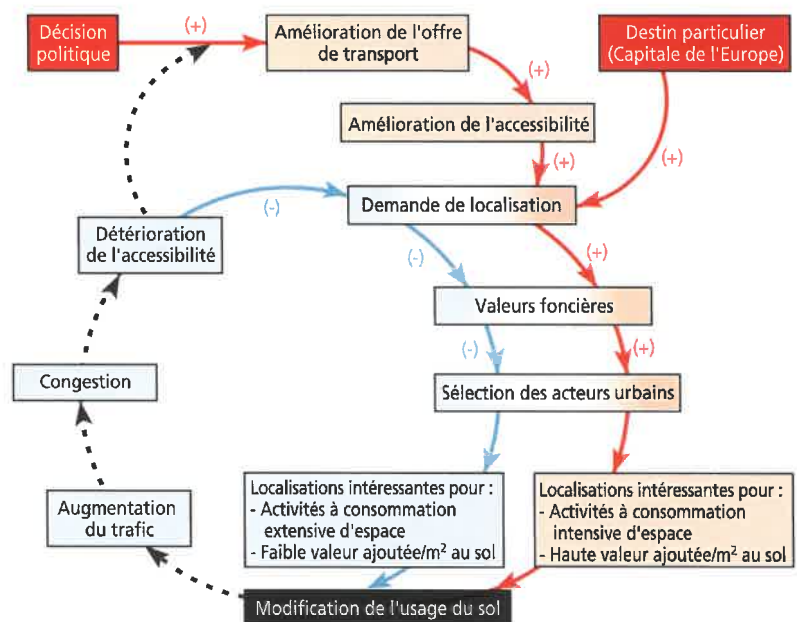 Décision
politique
(+)
Amélioration de l'offre
de transport
Destin particulier
(Capitale de l'Europe)
(+)
Amélioration de l'accessibilité
(+)
(+)
(-)
Demande de localisation
Détérioration
de l'accessibilité
(-)
(+)
Valeurs foncières
(-)
(+)
Congestion
Sélection des acteurs urbains
Localisations intéressantes pour :
- Activités à consommation
extensive d'espace
- Faible valeur ajoutée/m² au sol
Localisations intéressantes pour :
- Activités à consommation
intensive d'espace
- Haute valeur ajoutée/m² au sol
Augmentation
du trafic
Modification de l'usage du sol